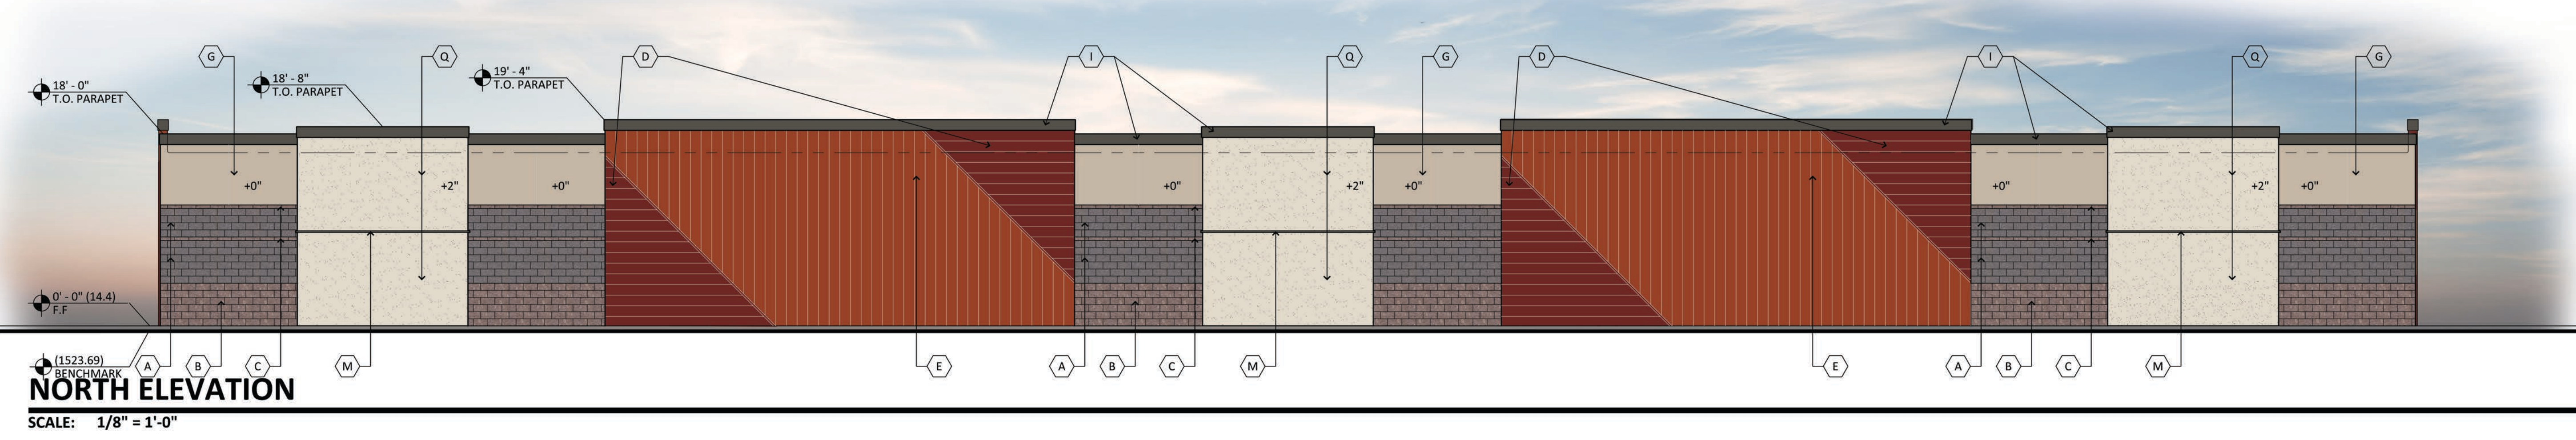 G Q D I Q G D I Q G
18' - 0"
T.O. PARAPET
18' - 8"
T.O. PARAPET
19' - 4"
T.O. PARAPET
+0" +2" +0" +0" +2" +0" +0" +2" +0"
0' - 0" (14.4)
F.F
(1523.69)
BENCHMARK
A B C M E A B C M E A B C M
NORTH ELEVATION
SCALE: 1/8" = 1'-0"